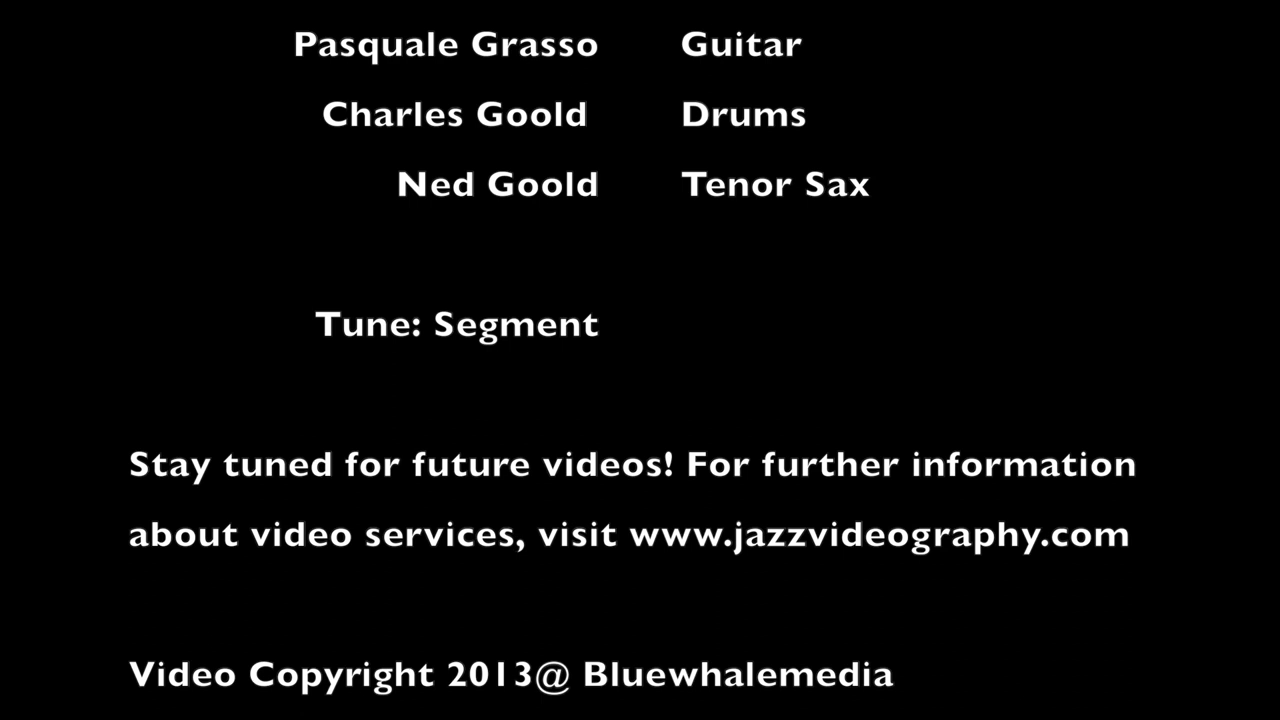 Pasquale Grasso Guitar
Charles Goold Drums
Ned Goold Tenor Sax
Tune: Segment
Stay tuned for future videos! For further information
about video services, visit www.jazzvideography.com
Video Copyright 2013@ Bluewhalemedia